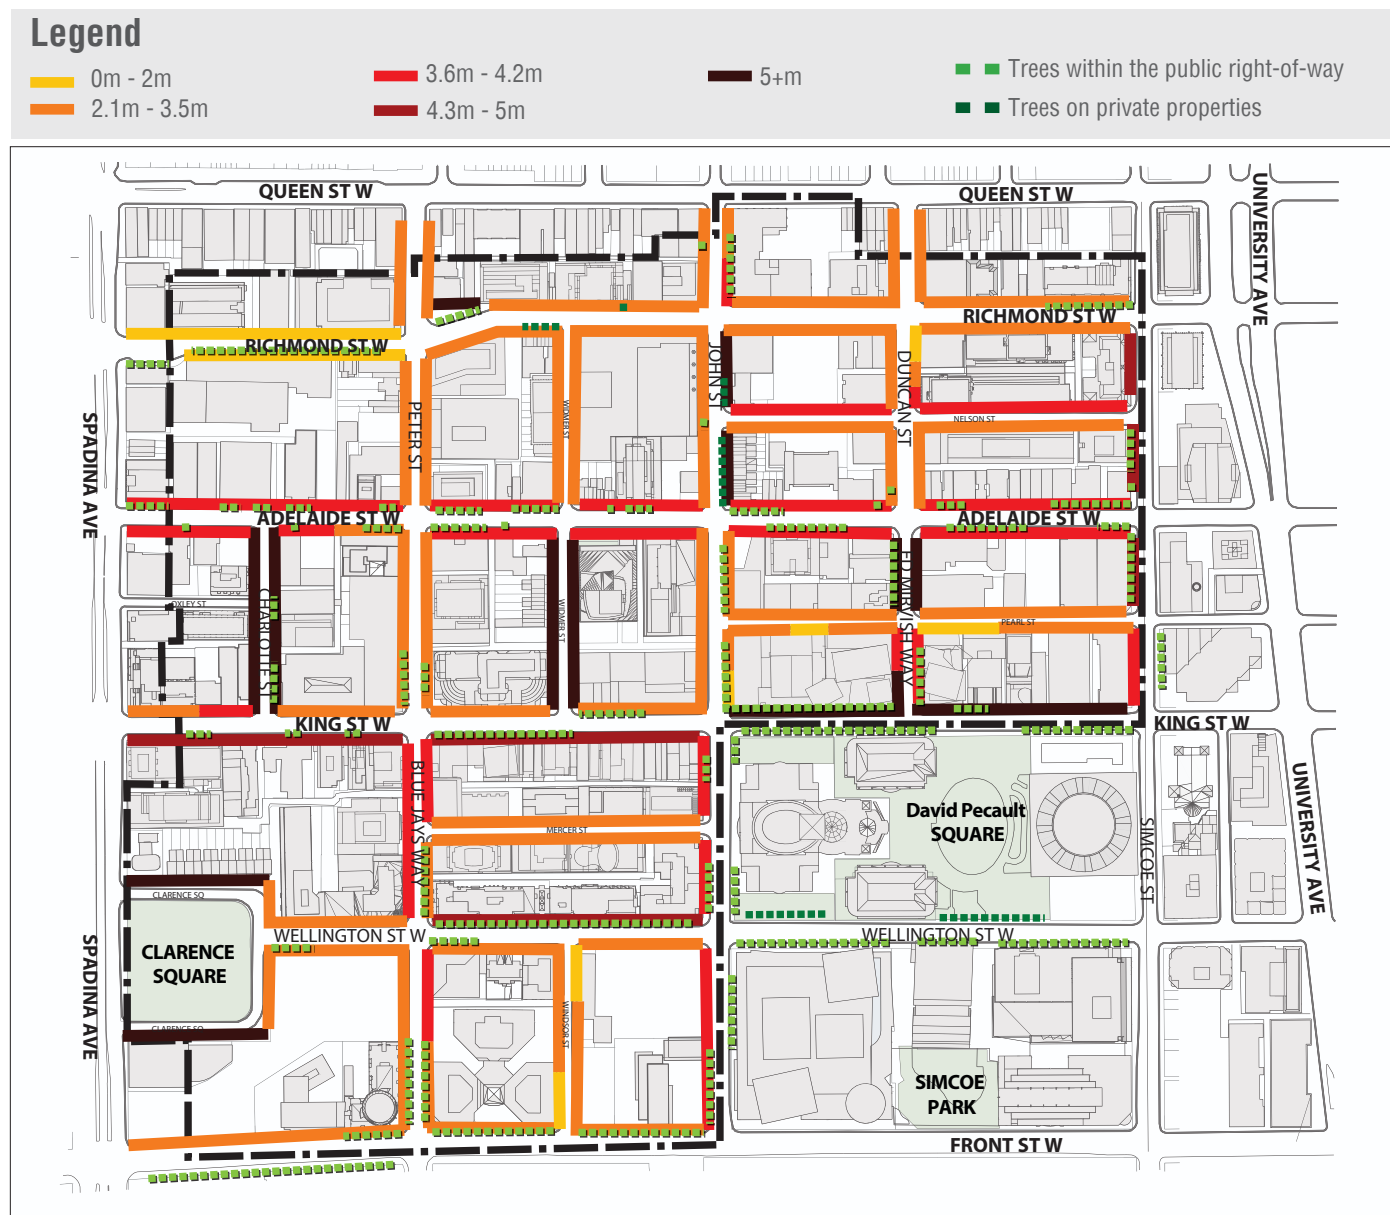 Legend
0m - 2m
2.1m - 3.5m
3.6m - 4.2m
4.3m - 5m
5+m
Trees within the public right-of-way
Trees on private properties
QUEEN ST W
QUEEN ST W
UNIVERSITY AVE
RICHMOND ST W
RICHMOND ST W
JOHN ST
DUNCAN ST
SPADINA AVE
PETER ST
WIDMER ST
NELSON ST
ADELAIDE ST W
ADELAIDE ST W
OXLEY ST
CHARLOTTE ST
WIDMER ST
ED MIRVISH WAY
PEARL ST
KING ST W
KING ST W
BLUE JAYS WAY
MERCER ST
David Pecault
SQUARE
SIMCOE ST
UNIVERSITY AVE
CLARENCE SQ
CLARENCE
SQUARE
WELLINGTON ST W
WELLINGTON ST W
SPADINA AVE
CLARENCE SQ
WINDSOR ST
SIMCOE
PARK
FRONT ST W